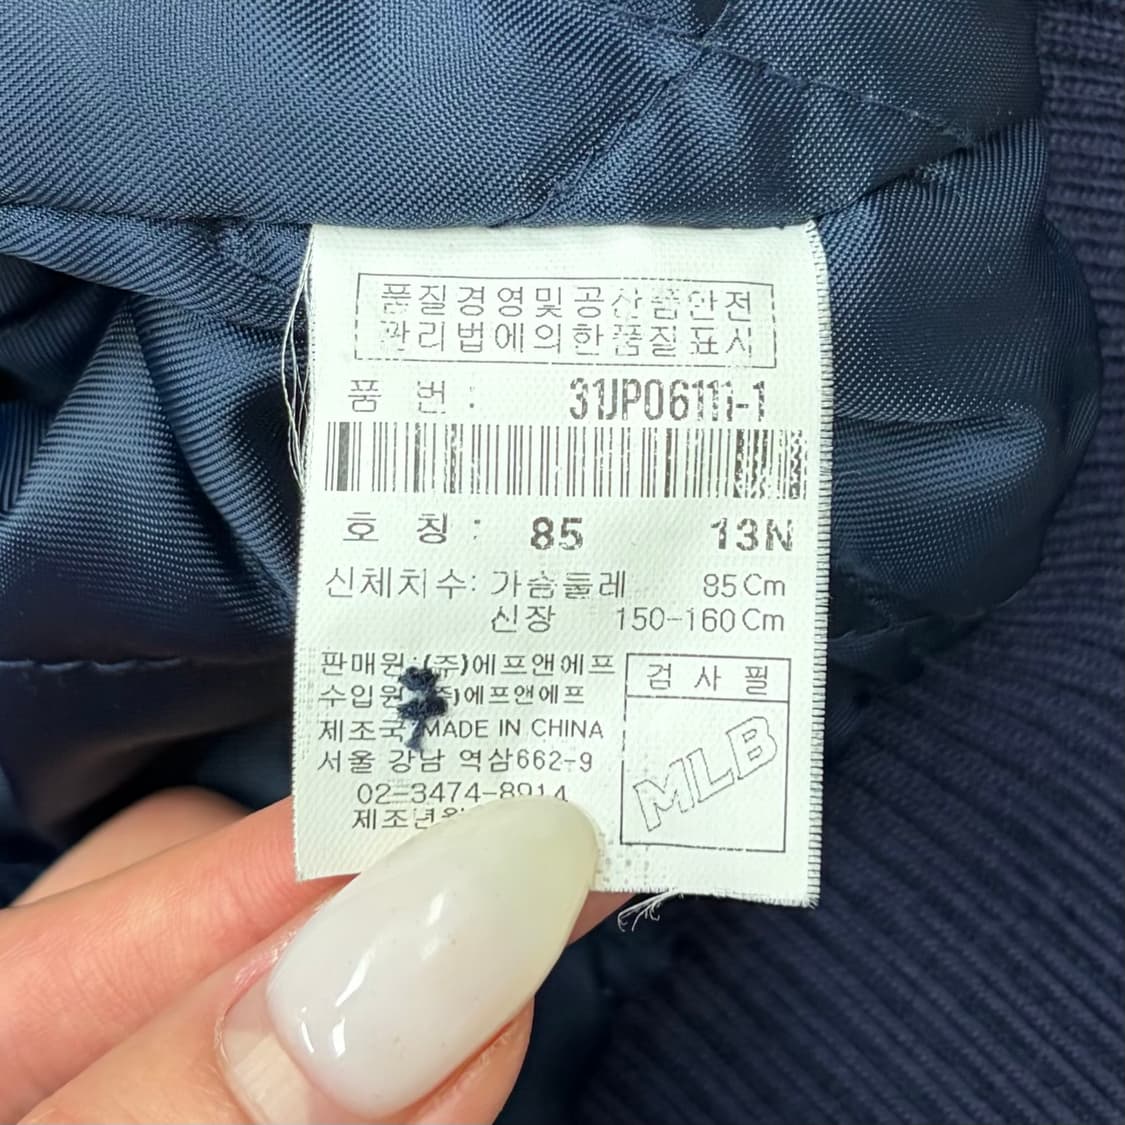 품질경영및공산품안전
관리법에의한품질표시
품 번 : 31JP06111-1
호 칭 : 85 13N
신체치수: 가슴둘레 85Cm
신장 150-160Cm
판매원:(주)에프앤에프
수입원 (주)에프앤에프
제조국 MADE IN CHINA
서울 강남 역삼662-9
02-3474-8914
제조년월
검사필
MLB